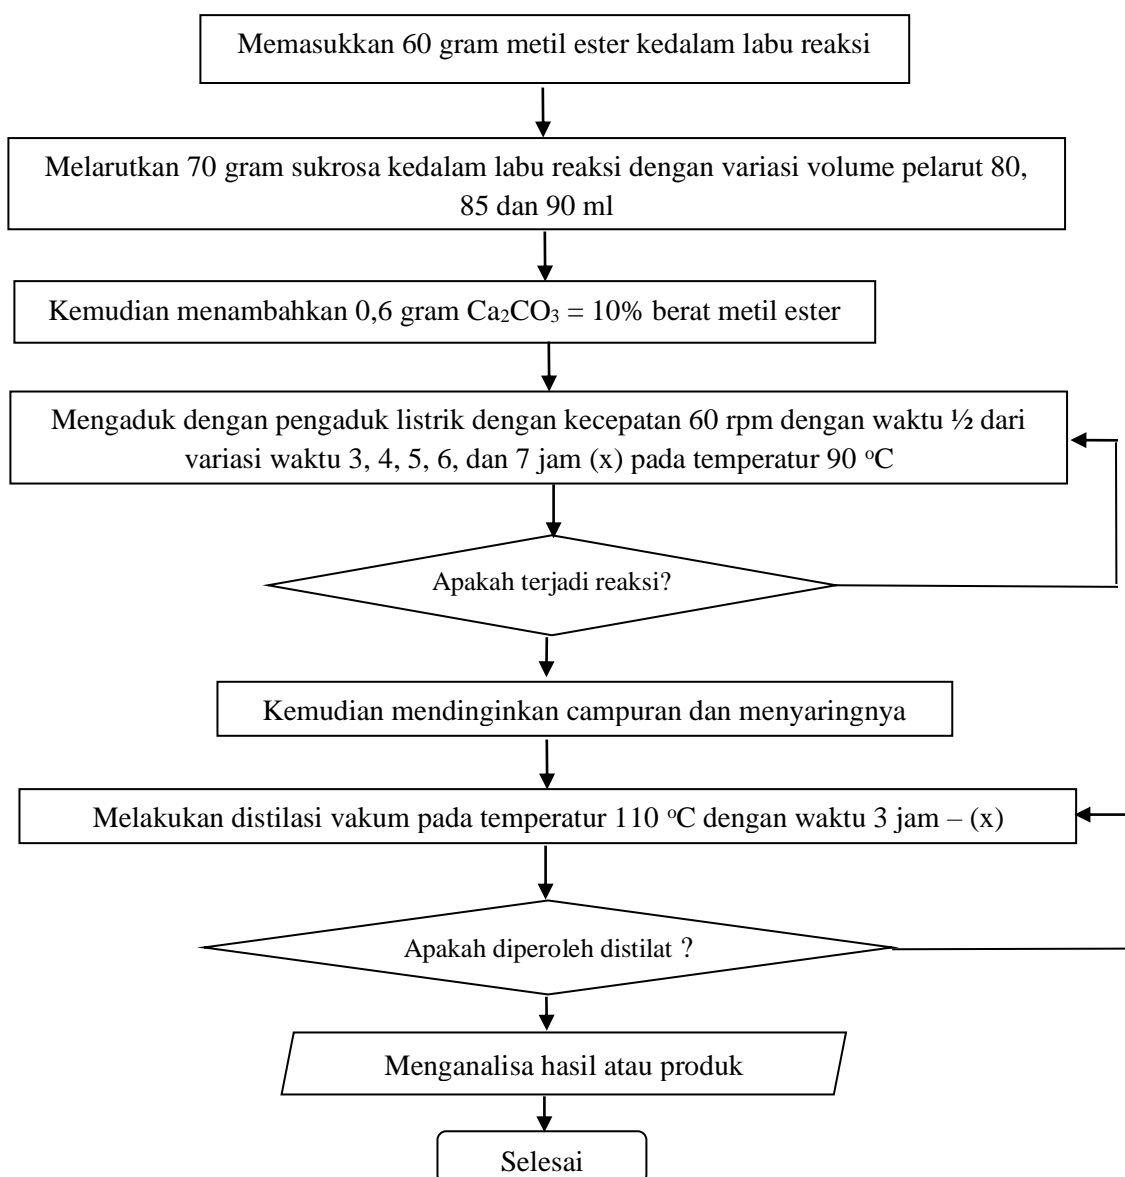 Memasukkan 60 gram metil ester kedalam labu reaksi
Melarutkan 70 gram sukrosa kedalam labu reaksi dengan variasi volume pelarut 80,
85 dan 90 ml
Kemudian menambahkan 0,6 gram Ca₂CO₃ = 10% berat metil ester
Mengaduk dengan pengaduk listrik dengan kecepatan 60 rpm dengan waktu ½ dari
variasi waktu 3, 4, 5, 6, dan 7 jam (x) pada temperatur 90 ᵒC
Apakah terjadi reaksi?
Kemudian mendinginkan campuran dan menyaringnya
Melakukan distilasi vakum pada temperatur 110 ᵒC dengan waktu 3 jam – (x)
Apakah diperoleh distilat ?
Menganalisa hasil atau produk
Selesai